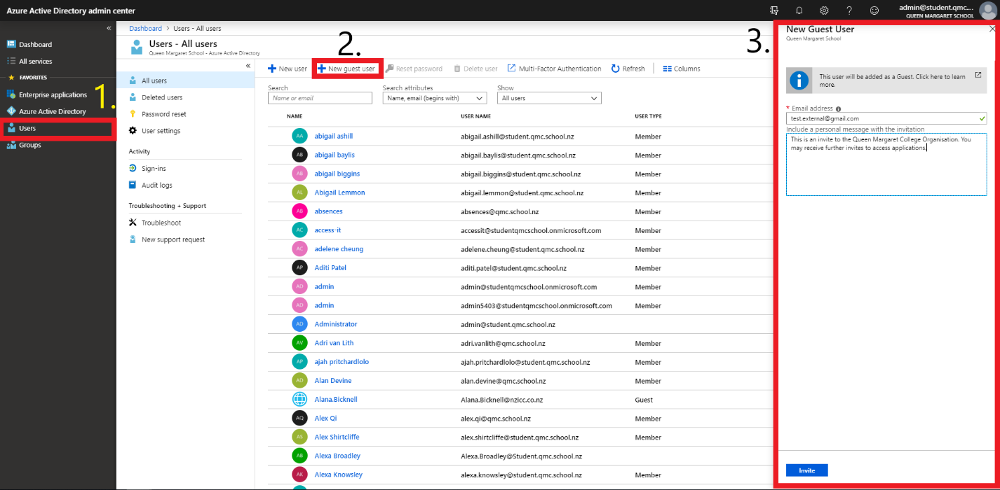 Azure Active Directory admin center
admin@student.qmc....
QUEEN MARGARET SCHOOL
«
Dashboard
All services
FAVORITES
Enterprise applications
Azure Active Directory
Users
Groups
1.
Dashboard > Users - All users
Users - All users
Queen Margaret School - Azure Active Directory
«
All users
Deleted users
Password reset
User settings
Activity
Sign-ins
Audit logs
Troubleshooting + Support
Troubleshoot
New support request
2.
New user New guest user Reset password Delete user Multi-Factor Authentication Refresh Columns
Search Search attributes Show
Name or email Name, email (begins with) All users
NAME USER NAME USER TYPE
AA abigail ashill abigail.ashill@student.qmc.school.nz Member
AB abigail baylis abigail.baylis@student.qmc.school.nz Member
AB abigail biggins abigail.biggins@student.qmc.school.nz Member
AL Abigail Lemmon abigail.lemmon@student.qmc.school.nz Member
AB absences absences@qmc.school.nz Member
AC access-it accessit@studentqmcschool.onmicrosoft.com Member
AC adelene cheung adelene.cheung@student.qmc.school.nz Member
AP Aditi Patel aditi.patel@student.qmc.school.nz Member
AD admin admin@studentqmcschool.onmicrosoft.com Member
AD admin admin5403@studentqmcschool.onmicrosoft.com Member
AD Administrator admin@student.qmc.school.nz
AV Adri van Lith adri.vanlith@qmc.school.nz Member
AP ajah pritchardlolo ajah.pritchardlolo@student.qmc.school.nz Member
AD Alan Devine alan.devine@qmc.school.nz Member
Alana.Bicknell Alana.Bicknell@nzicc.co.nz Guest
AQ Alex Qi alex.qi@qmc.school.nz Member
AS Alex Shirtcliffe alex.shirtcliffe@student.qmc.school.nz Member
AB Alexa Broadley Alexa.Broadley@Student.qmc.school.nz
AK Alexa Knowsley alexa.knowsley@student.qmc.school.nz Member
3.
New Guest User
Queen Margaret School
This user will be added as a Guest. Click here to learn
more.
* Email address
test.external@gmail.com
Include a personal message with the invitation
This is an invite to the Queen Margaret College Organisation. You
may receive further invites to access applications.
Invite